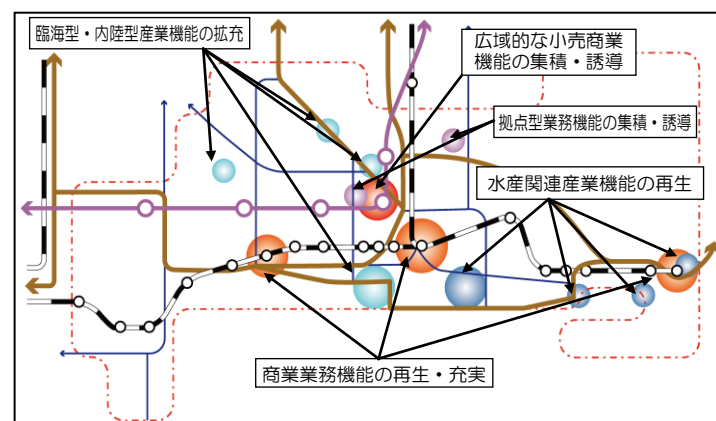 臨海型・内陸型産業機能の拡充
広域的な小売商業
機能の集積・誘導
拠点型業務機能の集積・誘導
水産関連産業機能の再生
商業業務機能の再生・充実